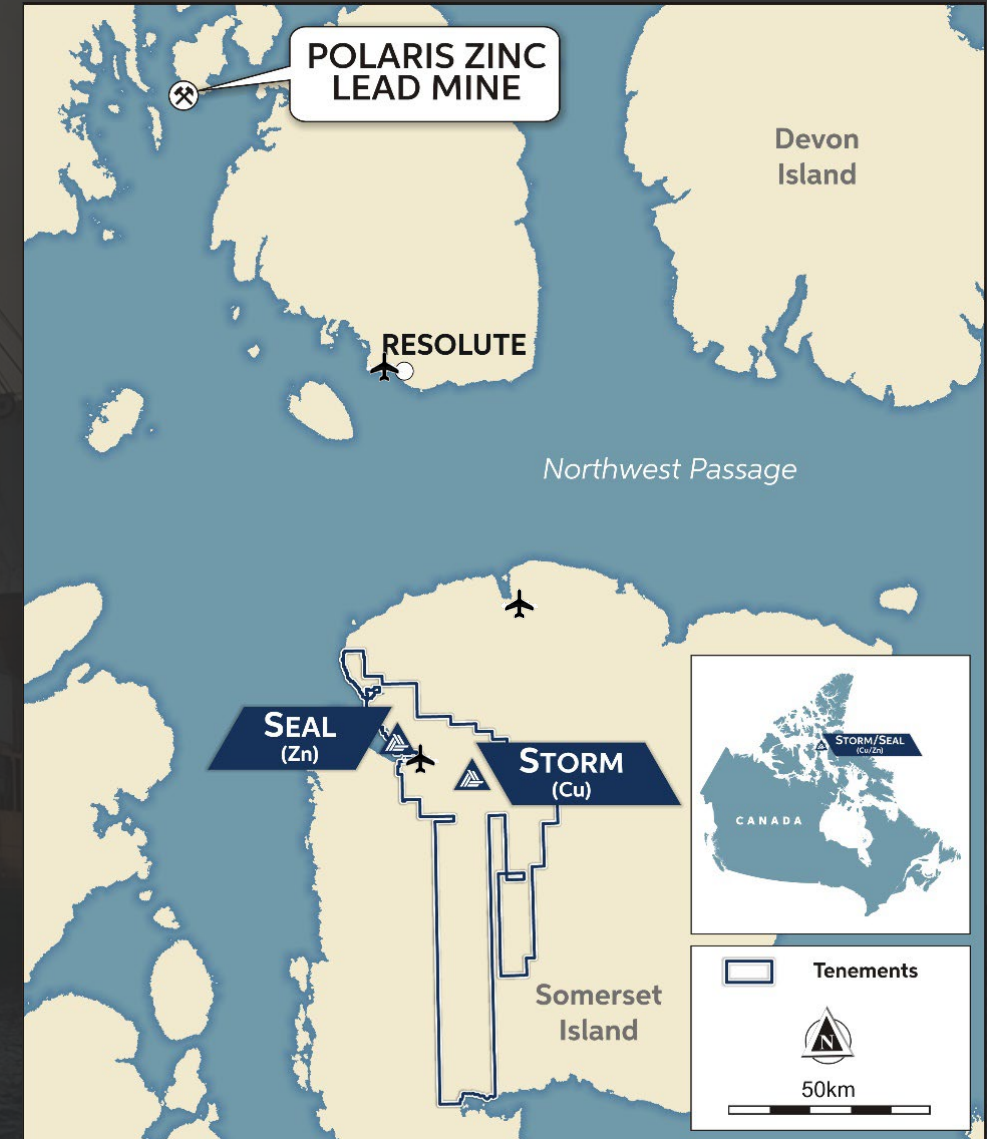 POLARIS ZINC
LEAD MINE
Devon
Island
RESOLUTE
Northwest Passage
SEAL
(Zn)
STORM
(Cu)
STORM/SEAL
(Cu/Zn)
CANADA
Somerset
Island
Tenements
N
50km